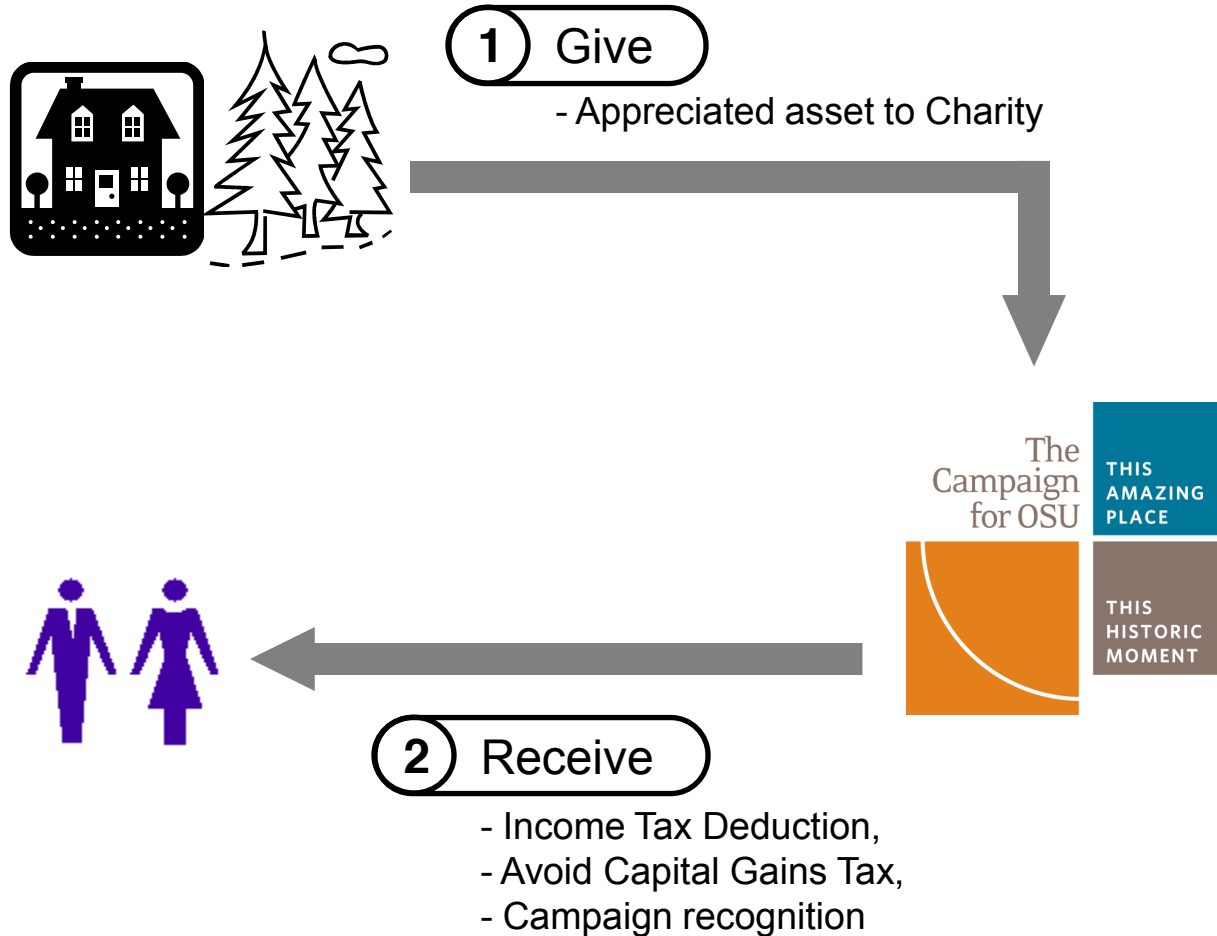 1 Give
- Appreciated asset to Charity
The
Campaign
for OSU
THIS
AMAZING
PLACE
THIS
HISTORIC
MOMENT
2 Receive
- Income Tax Deduction,
- Avoid Capital Gains Tax,
- Campaign recognition